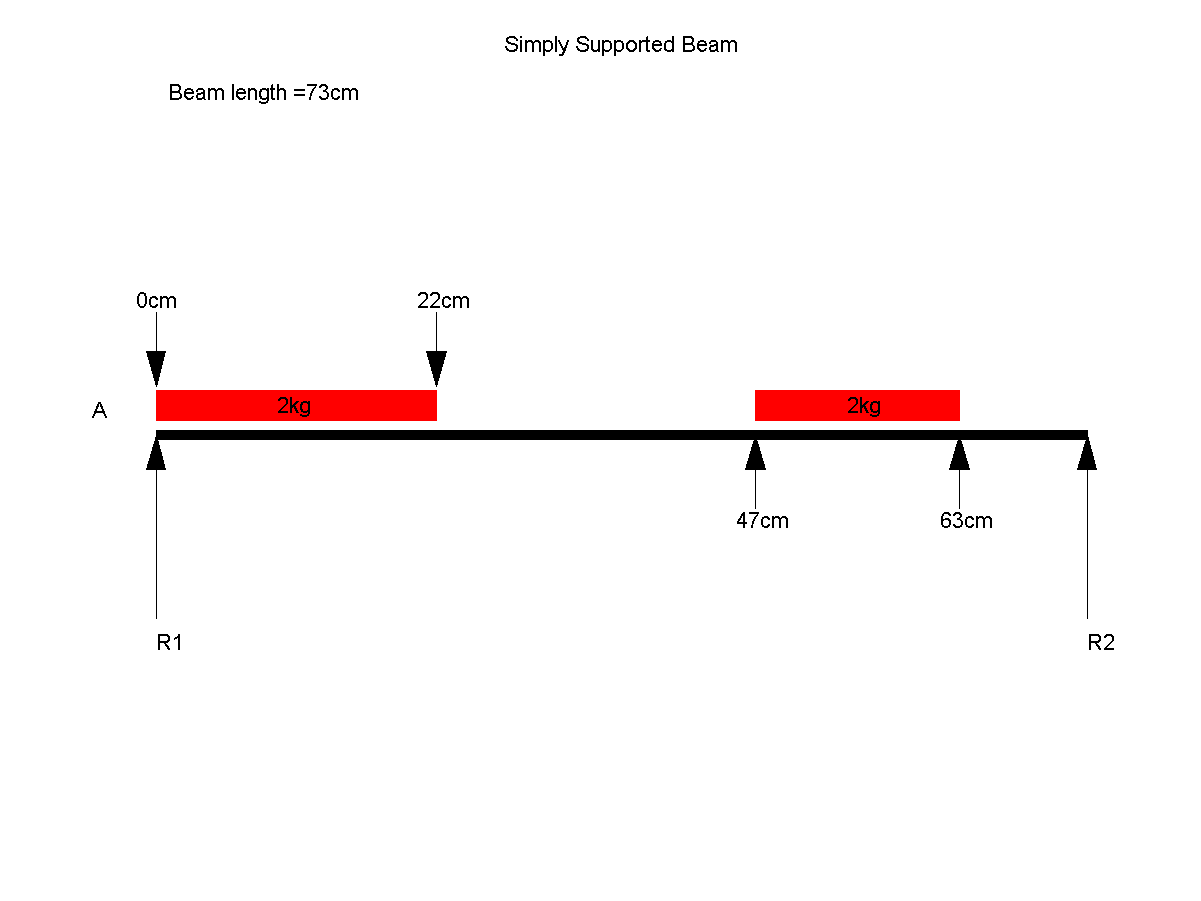 Simply Supported Beam
Beam length =73cm
0cm 22cm
A 2kg 2kg
47cm 63cm
R1 R2